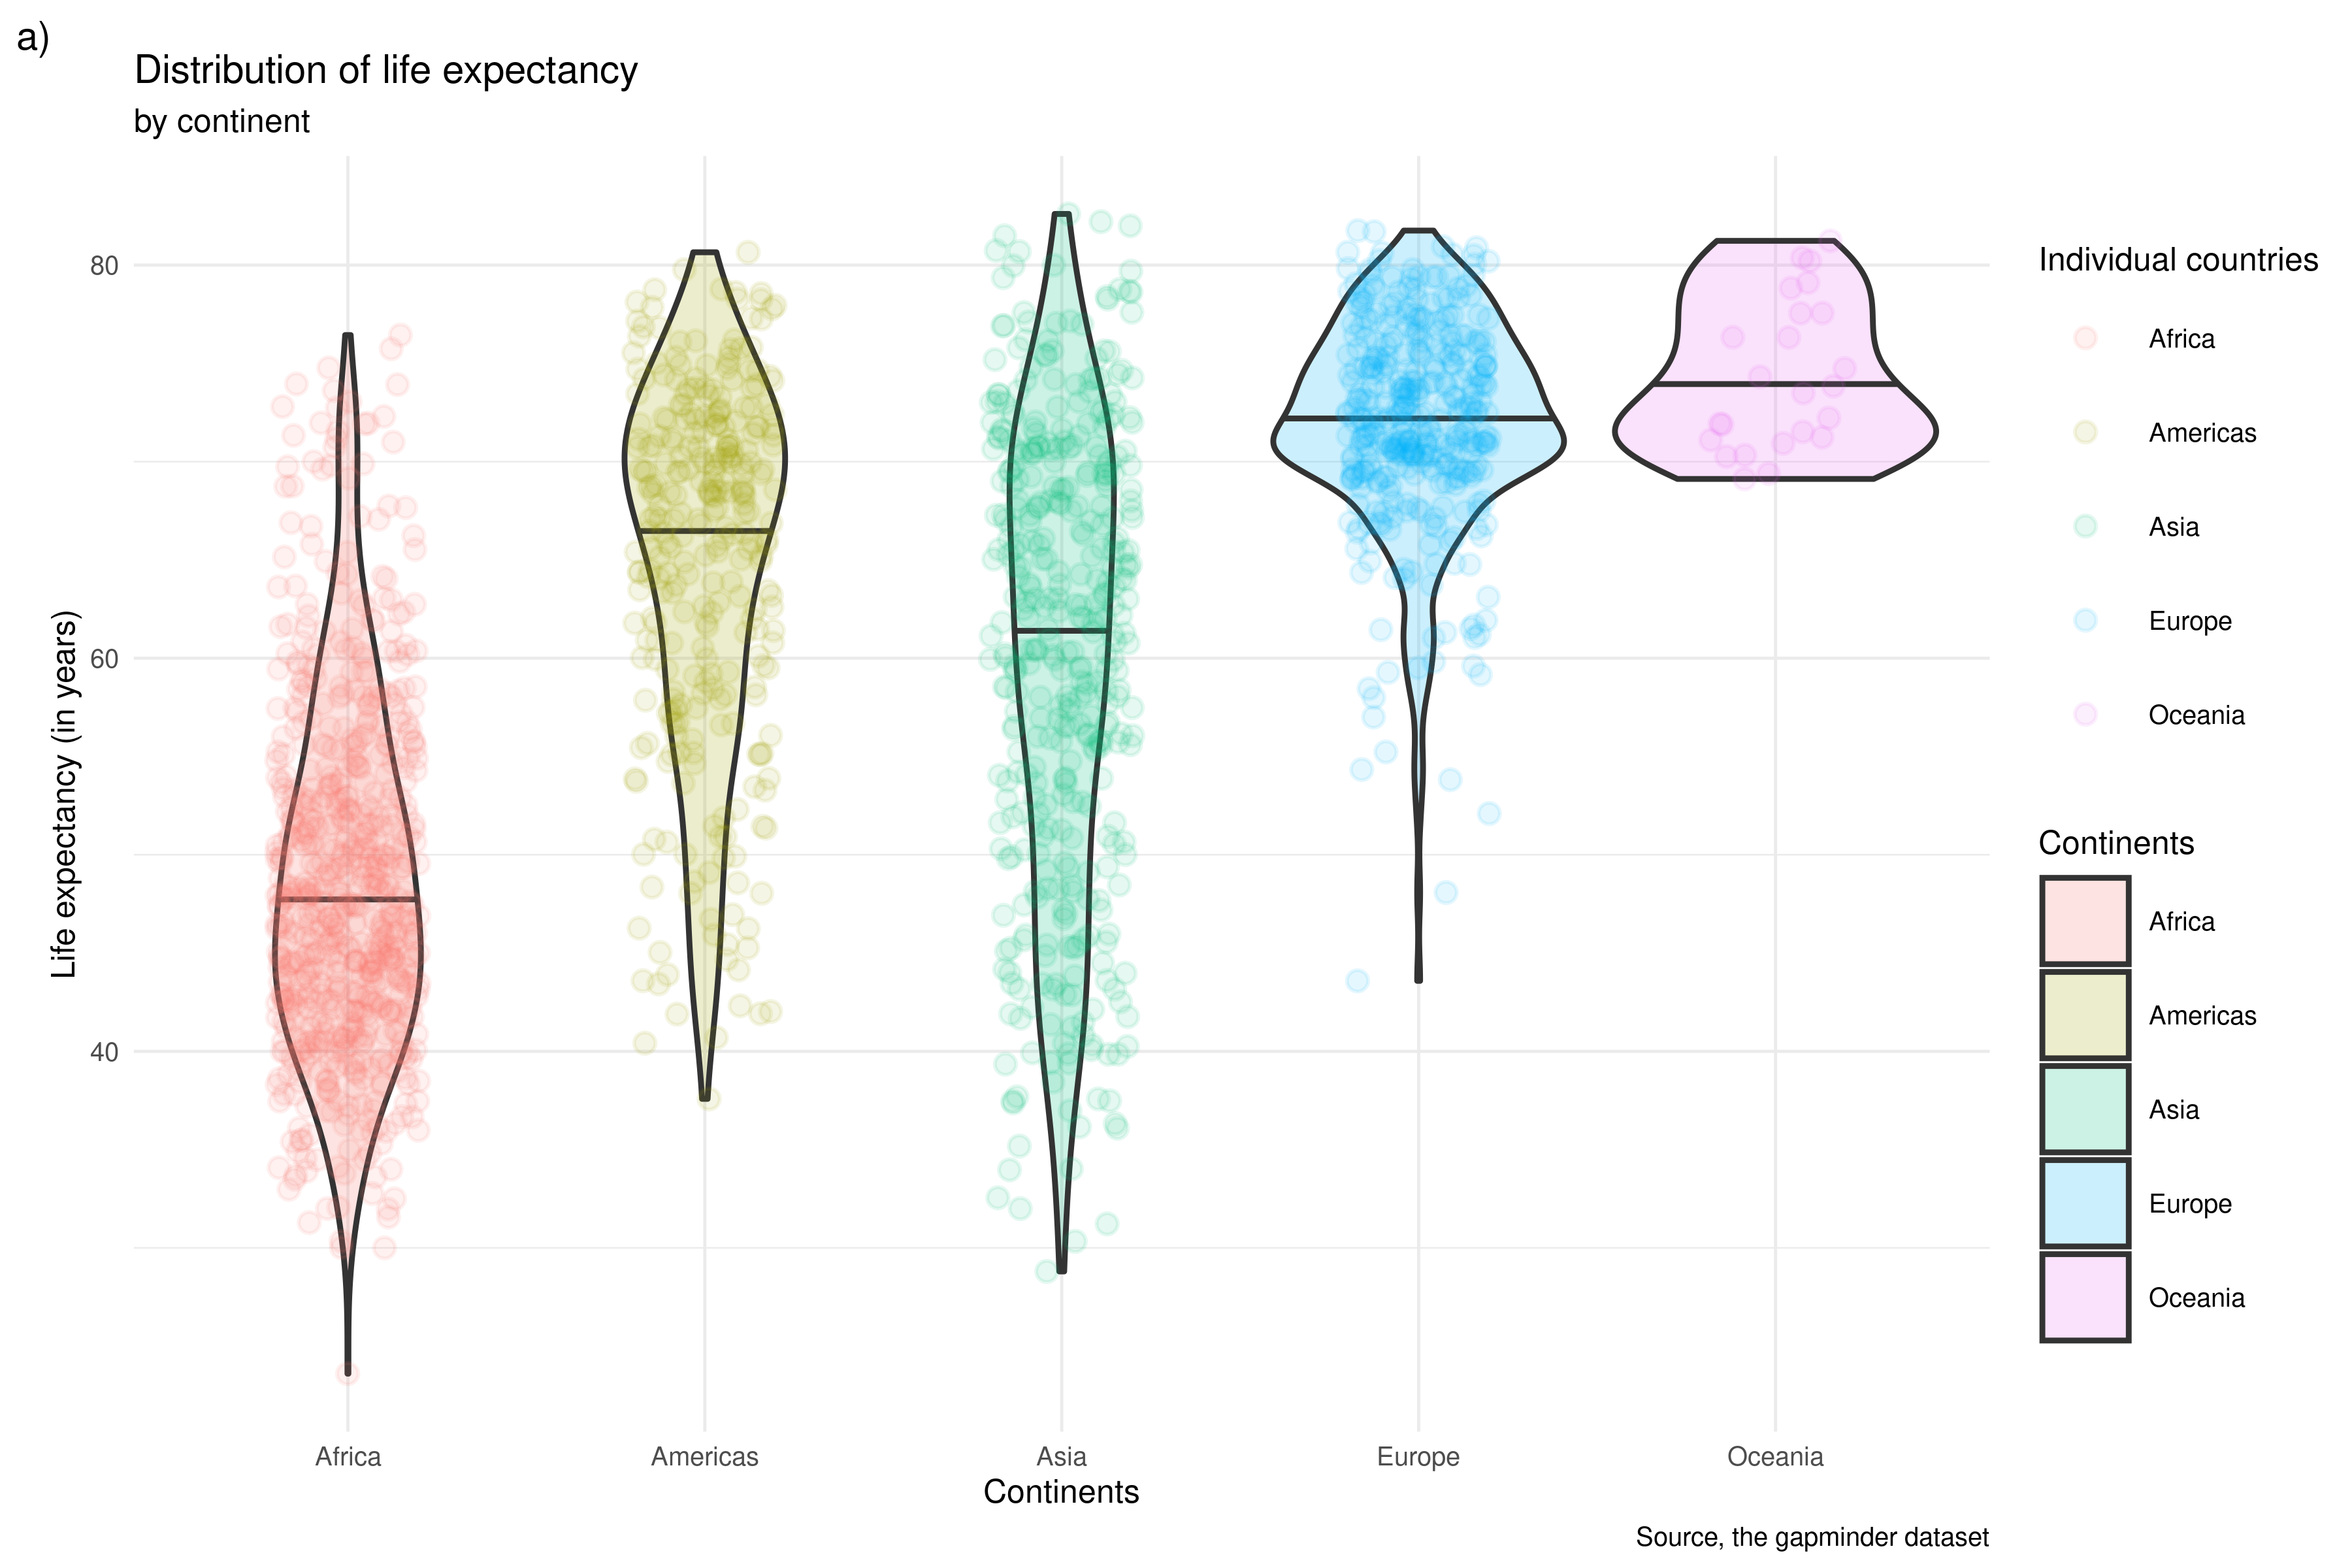 a)
Distribution of life expectancy
by continent
Life expectancy (in years)
80
60
40
Africa
Americas
Asia
Europe
Oceania
Continents
Source, the gapminder dataset
Individual countries
Africa
Americas
Asia
Europe
Oceania
Continents
Africa
Americas
Asia
Europe
Oceania